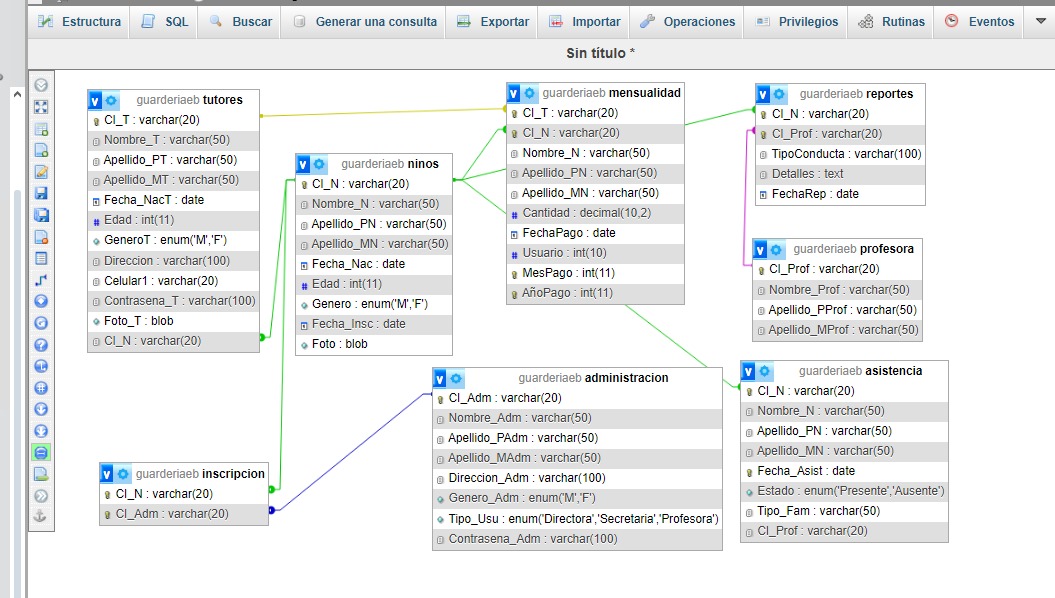 Estructura SQL Buscar Generar una consulta Exportar Importar Operaciones Privilegios Rutinas Eventos
Sin título *
guarderiaeb tutores
CI_T : varchar(20)
Nombre_T : varchar(50)
Apellido_PT : varchar(50)
Apellido_MT : varchar(50)
Fecha_NacT : date
Edad : int(11)
GeneroT : enum('M','F')
Direccion : varchar(100)
Celular1 : varchar(20)
Contrasena_T : varchar(100)
Foto_T : blob
CI_N : varchar(20)
guarderiaeb ninos
CI_N : varchar(20)
Nombre_N : varchar(50)
Apellido_PN : varchar(50)
Apellido_MN : varchar(50)
Fecha_Nac : date
Edad : int(11)
Genero : enum('M','F')
Fecha_Insc : date
Foto : blob
guarderiaeb mensualidad
CI_T : varchar(20)
CI_N : varchar(20)
Nombre_N : varchar(50)
Apellido_PN : varchar(50)
Apellido_MN : varchar(50)
Cantidad : decimal(10,2)
FechaPago : date
Usuario : int(10)
MesPago : int(11)
AñoPago : int(11)
guarderiaeb reportes
CI_N : varchar(20)
CI_Prof : varchar(20)
TipoConducta : varchar(100)
Detalles : text
FechaRep : date
guarderiaeb profesora
CI_Prof : varchar(20)
Nombre_Prof : varchar(50)
Apellido_PProf : varchar(50)
Apellido_MProf : varchar(50)
guarderiaeb inscripcion
CI_N : varchar(20)
CI_Adm : varchar(20)
guarderiaeb administracion
CI_Adm : varchar(20)
Nombre_Adm : varchar(50)
Apellido_PAdm : varchar(50)
Apellido_MAdm : varchar(50)
Direccion_Adm : varchar(100)
Genero_Adm : enum('M','F')
Tipo_Usu : enum('Directora','Secretaria','Profesora')
Contrasena_Adm : varchar(100)
guarderiaeb asistencia
CI_N : varchar(20)
Nombre_N : varchar(50)
Apellido_PN : varchar(50)
Apellido_MN : varchar(50)
Fecha_Asist : date
Estado : enum('Presente','Ausente')
Tipo_Fam : varchar(50)
CI_Prof : varchar(20)